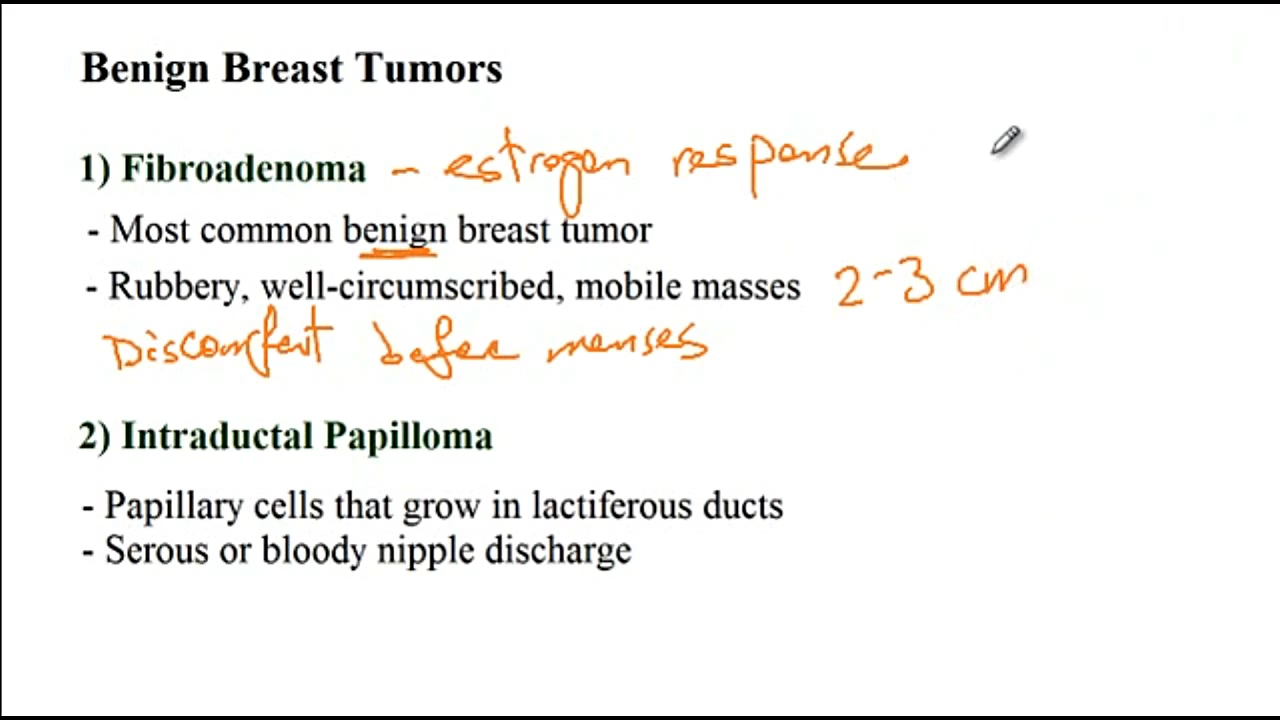 Benign Breast Tumors
1) Fibroadenoma - estrogen response
- Most common benign breast tumor
- Rubbery, well-circumscribed, mobile masses 2-3 cm
Discomfort before menses
2) Intraductal Papilloma
- Papillary cells that grow in lactiferous ducts
- Serous or bloody nipple discharge